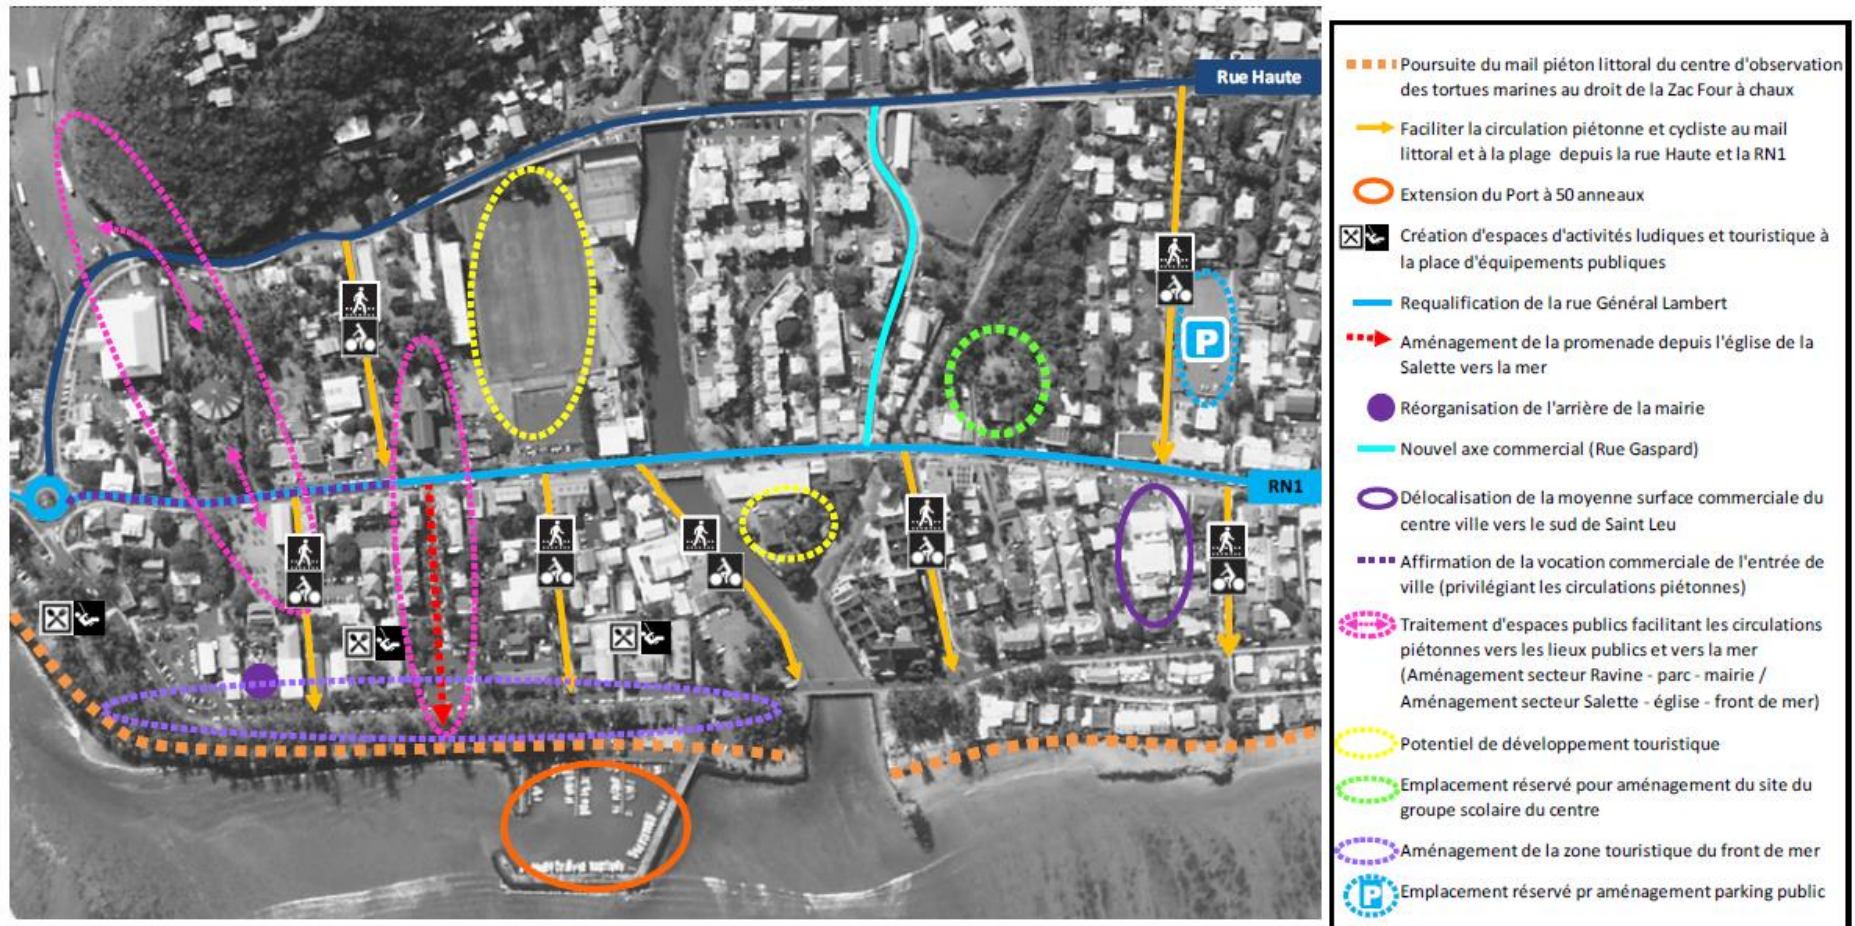 Rue Haute
P
RN1
Poursuite du mail piéton littoral du centre d'observation
des tortues marines au droit de la Zac Four à chaux
Faciliter la circulation piétonne et cycliste au mail
littoral et à la plage depuis la rue Haute et la RN1
Extension du Port à 50 anneaux
Création d'espaces d'activités ludiques et touristique à
la place d'équipements publiques
Requalification de la rue Général Lambert
Aménagement de la promenade depuis l'église de la
Salette vers la mer
Réorganisation de l'arrière de la mairie
Nouvel axe commercial (Rue Gaspard)
Délocalisation de la moyenne surface commerciale du
centre ville vers le sud de Saint Leu
Affirmation de la vocation commerciale de l'entrée de
ville (privilégiant les circulations piétonnes)
Traitement d'espaces publics facilitant les circulations
piétonnes vers les lieux publics et vers la mer
(Aménagement secteur Ravine - parc - mairie /
Aménagement secteur Salette - église - front de mer)
Potentiel de développement touristique
Emplacement réservé pour aménagement du site du
groupe scolaire du centre
Aménagement de la zone touristique du front de mer
P Emplacement réservé pr aménagement parking public